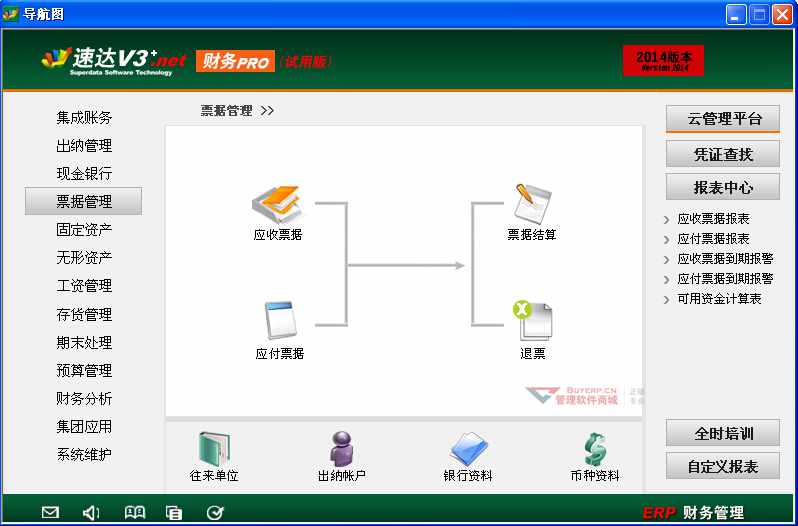 导航图
速达V3+.net
Superdata Software Technology
财务PRO
(试用版)
2014版本
Version 2014
集成账务
出纳管理
现金银行
票据管理
固定资产
无形资产
工资管理
存货管理
期末处理
预算管理
财务分析
集团应用
系统维护
票据管理 >>
应收票据
票据结算
应付票据
退票
BUYERP.CN
管理软件商城
往来单位
出纳帐户
银行资料
币种资料
云管理平台
凭证查找
报表中心
应收票据报表
应付票据报表
应收票据到期报警
应付票据到期报警
可用资金计算表
全时培训
自定义报表
ERP 财务管理